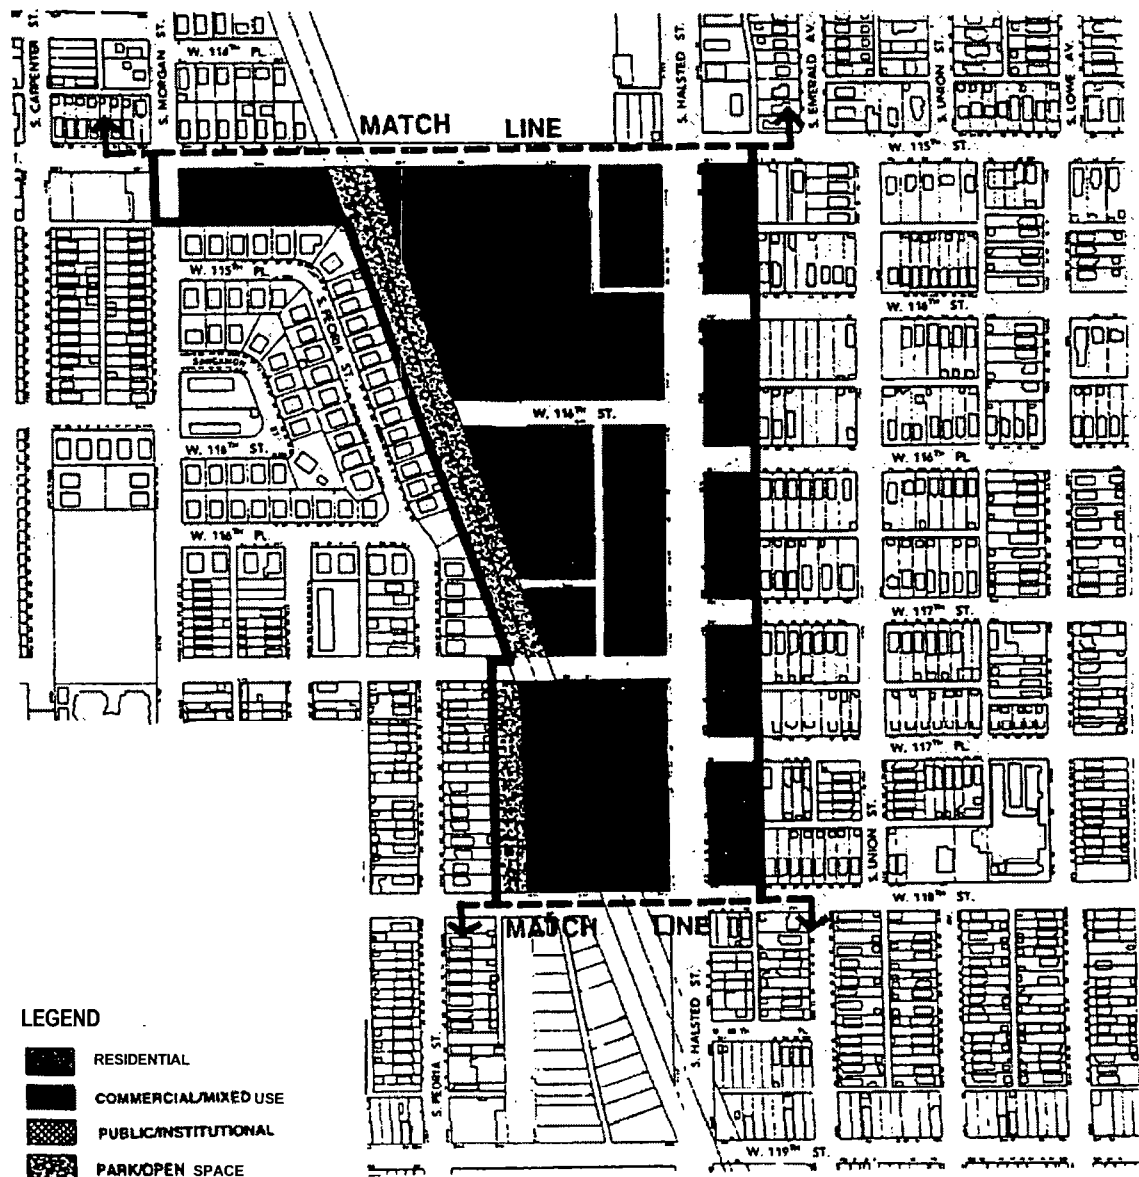 S. CARPENTER ST.
S. MORGAN ST.
W. 116TH PL.
S. HALSTED ST.
S. EMERALD AV.
S. UNION ST.
S. LOWE AV.
MATCH LINE
W. 115TH ST.
W. 115TH PL.
S. PEORIA ST.
W. 116TH ST.
SANGAMON
W. 116TH ST.
W. 116TH ST.
W. 116TH PL.
W. 116TH PL
W. 117TH ST.
W. 117TH PL
S. UNION ST.
W. 118TH ST.
MATCH LINE
S. HALSTED ST.
S. PEORIA ST.
W. 119TH ST.
LEGEND
RESIDENTIAL
COMMERCIAL/MIXED USE
PUBLIC/INSTITUTIONAL
PARK/OPEN SPACE